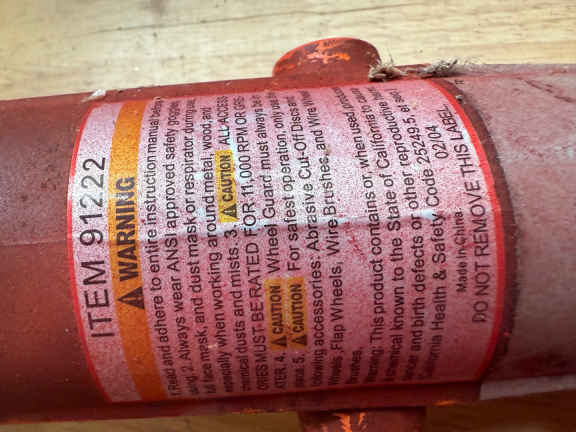 ITEM 91222
WARNING
1.Read and adhere to entire instruction manual before
using. 2. Always wear ANSI approved safety goggles,
full face mask, and dust mask or respirator during use,
especially when working around metal, wood, and
chemical dusts and mists. 3. CAUTION ALL ACCESS-
ORIES MUST BE RATED FOR 11,000 RPM OR GRE-
ATER. 4. CAUTION Wheel Guard must always be in
place. 5. CAUTION For safest operation, only use the
following accessories: Abrasive Cut-Off Discs and
Wheels, Flap Wheels, Wire Brushes, and Wire Wheel
Brushes.
Warning: This product contains or, when used, produces
a chemical known to the State of California to cause
cancer and birth defects or other reproductive
California Health & Safety Code 25249.5, et seq.
02/04
Made in China.
DO NOT REMOVE THIS LABEL.